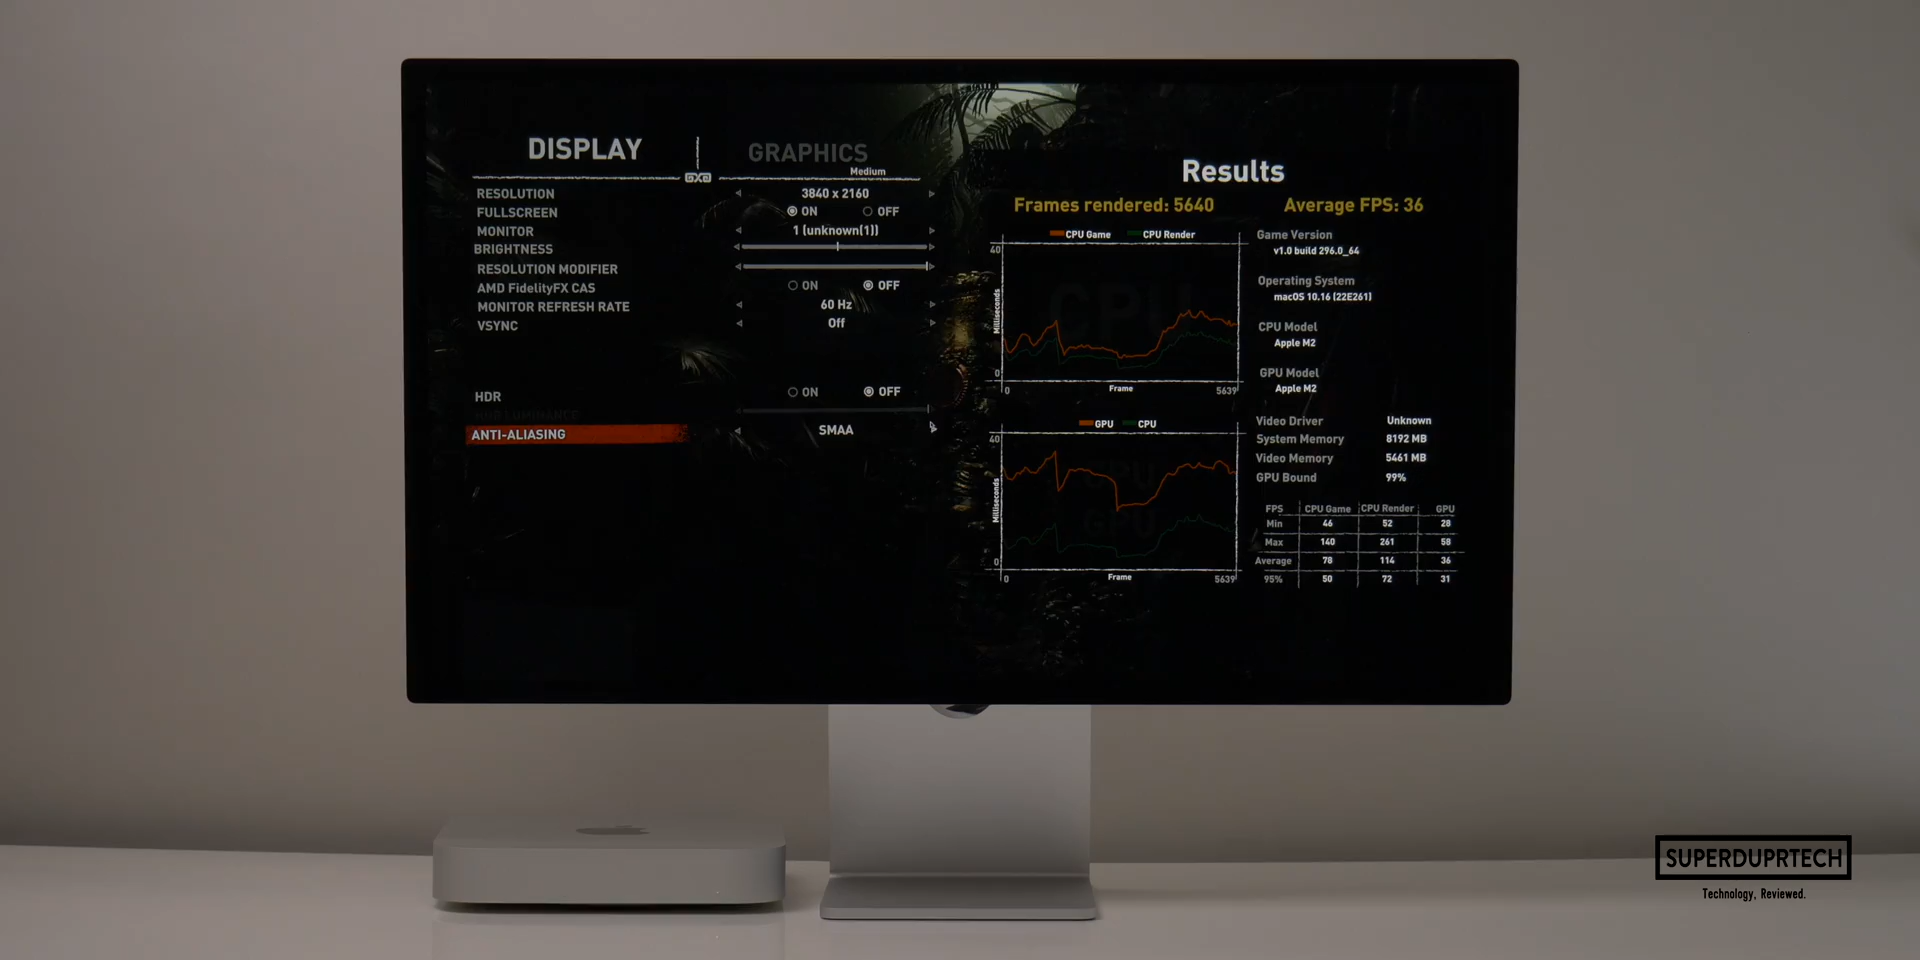 DISPLAY
GRAPHICS
Medium
RESOLUTION
3840 x 2160
FULLSCREEN
ON
OFF
MONITOR
1 (unknown(1))
BRIGHTNESS
RESOLUTION MODIFIER
AMD FidelityFX CAS
ON
OFF
MONITOR REFRESH RATE
60 Hz
VSYNC
Off
HDR
ON
OFF
HDR LUMINANCE
ANTI-ALIASING
SMAA
Results
Frames rendered: 5640
Average FPS: 36
CPU Game
CPU Render
40
CPU
Milliseconds
0
0
Frame
5639
GPU
CPU
40
CPU
GPU
Milliseconds
0
0
Frame
5639
Game Version
v1.0 build 296.0_64
Operating System
macOS 10.16 (22E261)
CPU Model
Apple M2
GPU Model
Apple M2
Video Driver Unknown
System Memory 8192 MB
Video Memory 5461 MB
GPU Bound 99%
FPS CPU Game CPU Render GPU
Min 46 52 28
Max 140 261 58
Average 78 114 36
95% 50 72 31
SUPERDUPRTECH
Technology, Reviewed.